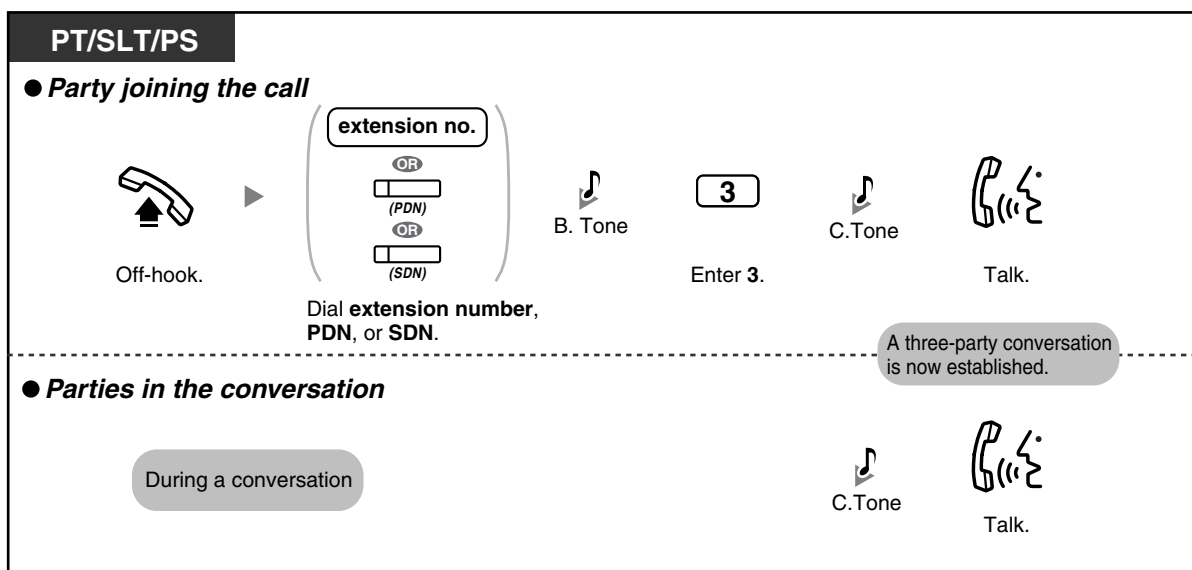 PT/SLT/PS
Party joining the call
extension no.
OR
(PDN)
OR
(SDN)
B. Tone
3
C.Tone
Off-hook.
Enter 3.
Talk.
Dial extension number,
PDN, or SDN.
A three-party conversation
is now established.
Parties in the conversation
During a conversation
C.Tone
Talk.